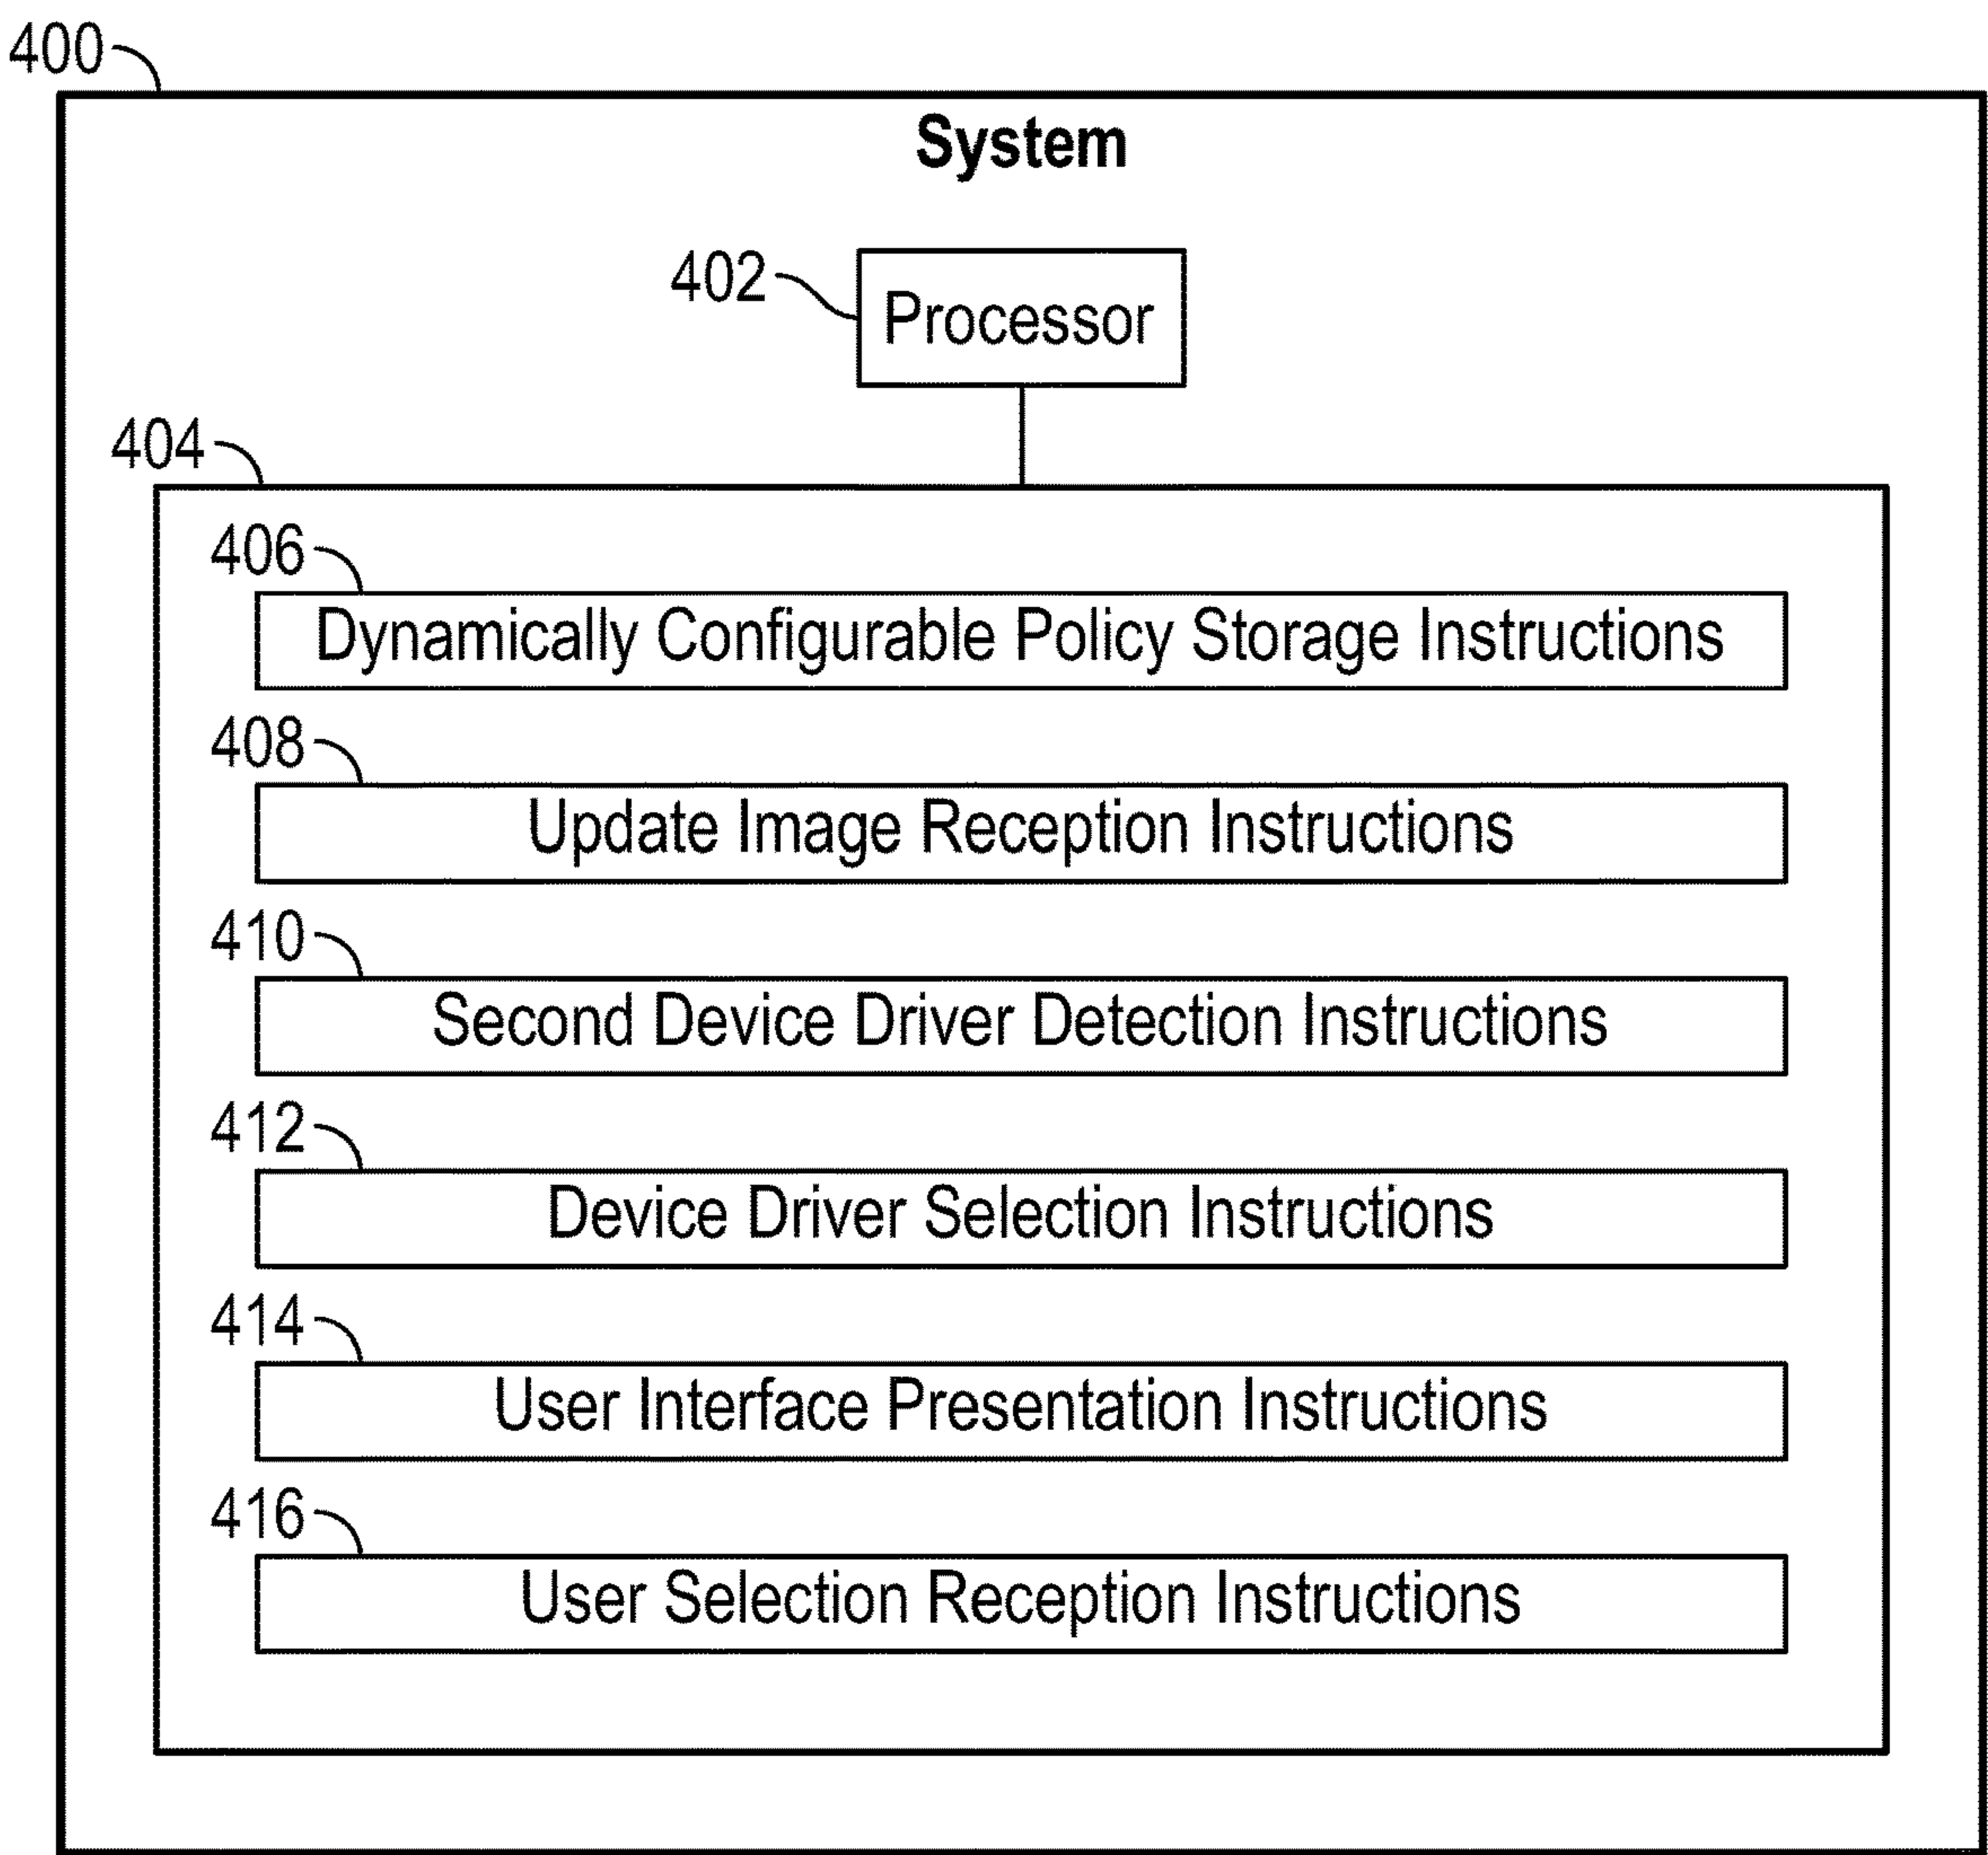 400
System
402
Processor
404
406
Dynamically Configurable Policy Storage Instructions
408
Update Image Reception Instructions
410
Second Device Driver Detection Instructions
412
Device Driver Selection Instructions
414
User Interface Presentation Instructions
416
User Selection Reception Instructions